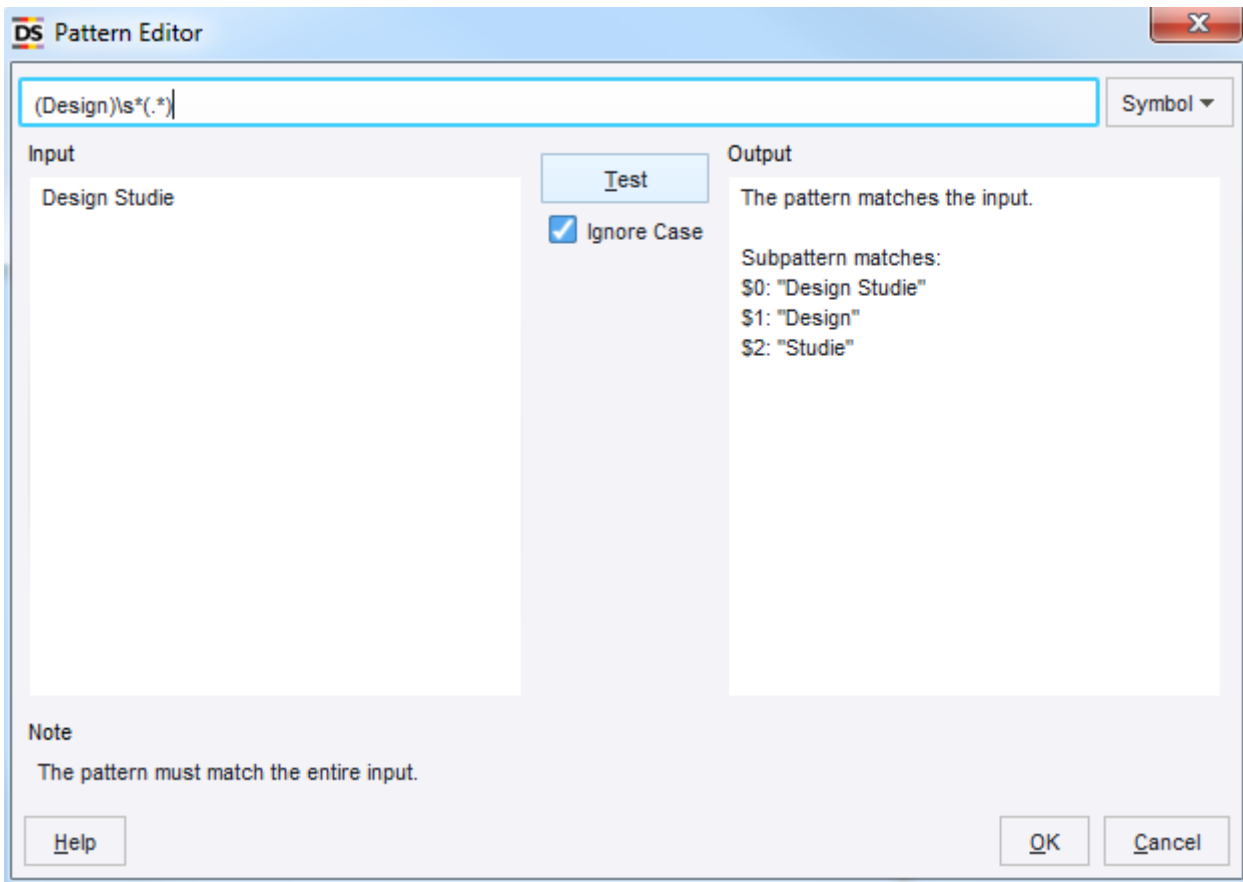 DS Pattern Editor
(Design)\s*(.*)
Symbol
Input
Test
Output
Design Studie
The pattern matches the input.
Ignore Case
Subpattern matches:
$0: "Design Studie"
$1: "Design"
$2: "Studie"
Note
The pattern must match the entire input.
Help
OK
Cancel